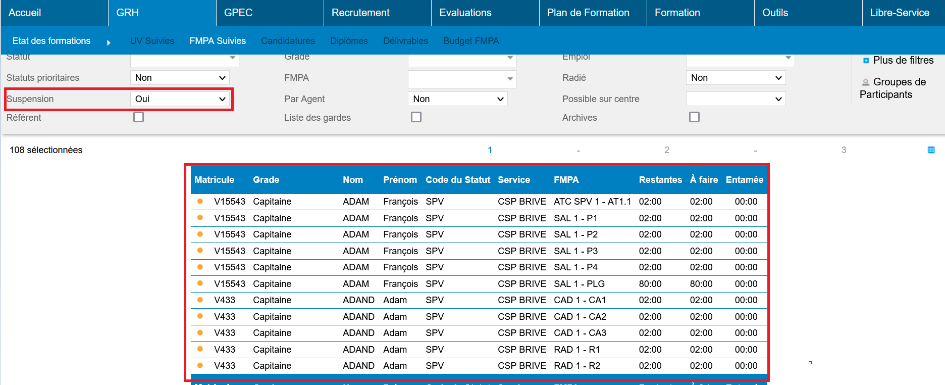 Accueil GRH GPEC Recrutement Evaluations Plan de Formation Formation Outils Libre-Service
Etat des formations UV Suivies FMPA Suivies Candidatures Diplômes Délivrables Budget FMPA
Statut Grade Emploi Plus de filtres
Statuts prioritaires Non FMPA Radié Non Groupes de
Participants
Suspension Oui Par Agent Non Possible sur centre
Référent Liste des gardes Archives
108 sélectionnées 1 - 2 - 3
Matricule Grade Nom Prénom Code du Statut Service FMPA Restantes À faire Entamée
V15543 Capitaine ADAM François SPV CSP BRIVE ATC SPV 1 - AT1.1 02:00 02:00 00:00
V15543 Capitaine ADAM François SPV CSP BRIVE SAL 1 - P1 02:00 02:00 00:00
V15543 Capitaine ADAM François SPV CSP BRIVE SAL 1 - P2 02:00 02:00 00:00
V15543 Capitaine ADAM François SPV CSP BRIVE SAL 1 - P3 02:00 02:00 00:00
V15543 Capitaine ADAM François SPV CSP BRIVE SAL 1 - P4 02:00 02:00 00:00
V15543 Capitaine ADAM François SPV CSP BRIVE SAL 1 - PLG 80:00 80:00 00:00
V433 Capitaine ADAND Adam SPV CSP BRIVE CAD 1 - CA1 02:00 02:00 00:00
V433 Capitaine ADAND Adam SPV CSP BRIVE CAD 1 - CA2 02:00 02:00 00:00
V433 Capitaine ADAND Adam SPV CSP BRIVE CAD 1 - CA3 02:00 02:00 00:00
V433 Capitaine ADAND Adam SPV CSP BRIVE RAD 1 - R1 02:00 02:00 00:00
V433 Capitaine ADAND Adam SPV CSP BRIVE RAD 1 - R2 02:00 02:00 00:00